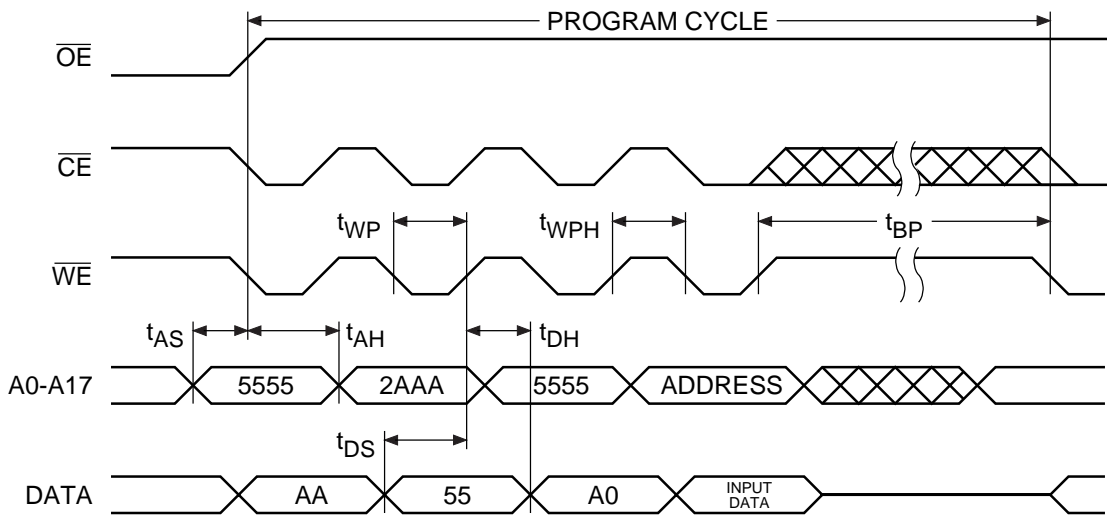 PROGRAM CYCLE
OE
CE
tWP
tWPH
tBP
WE
tAS
tAH
tDH
A0-A17
5555
2AAA
5555
ADDRESS
tDS
DATA
AA
55
A0
INPUT
DATA